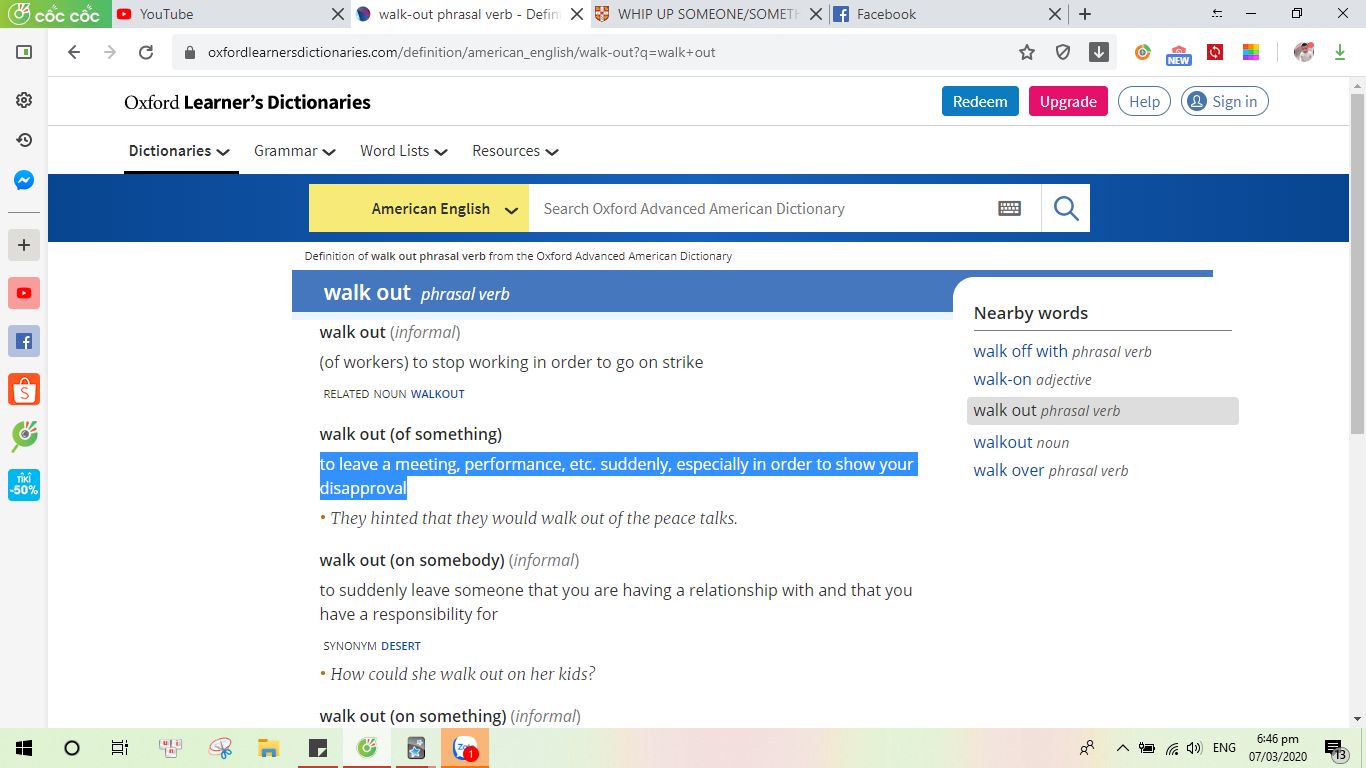 cốc cốc
YouTube
walk-out phrasal verb - Defin
WHIP UP SOMEONE/SOMETH
Facebook
oxfordlearnersdictionaries.com/definition/american_english/walk-out?q=walk+out
NEW
Oxford Learner's Dictionaries
Redeem
Upgrade
Help
Sign in
Dictionaries
Grammar
Word Lists
Resources
American English
Search Oxford Advanced American Dictionary
Definition of walk out phrasal verb from the Oxford Advanced American Dictionary
walk out phrasal verb
walk out (informal)
(of workers) to stop working in order to go on strike
RELATED NOUN WALKOUT
walk out (of something)
to leave a meeting, performance, etc. suddenly, especially in order to show your
disapproval
• They hinted that they would walk out of the peace talks.
walk out (on somebody) (informal)
to suddenly leave someone that you are having a relationship with and that you
have a responsibility for
SYNONYM DESERT
• How could she walk out on her kids?
walk out (on something) (informal)
Nearby words
walk off with phrasal verb
walk-on adjective
walk out phrasal verb
walkout noun
walk over phrasal verb
TIKI
-50%
1
ENG
6:46 pm
07/03/2020
13